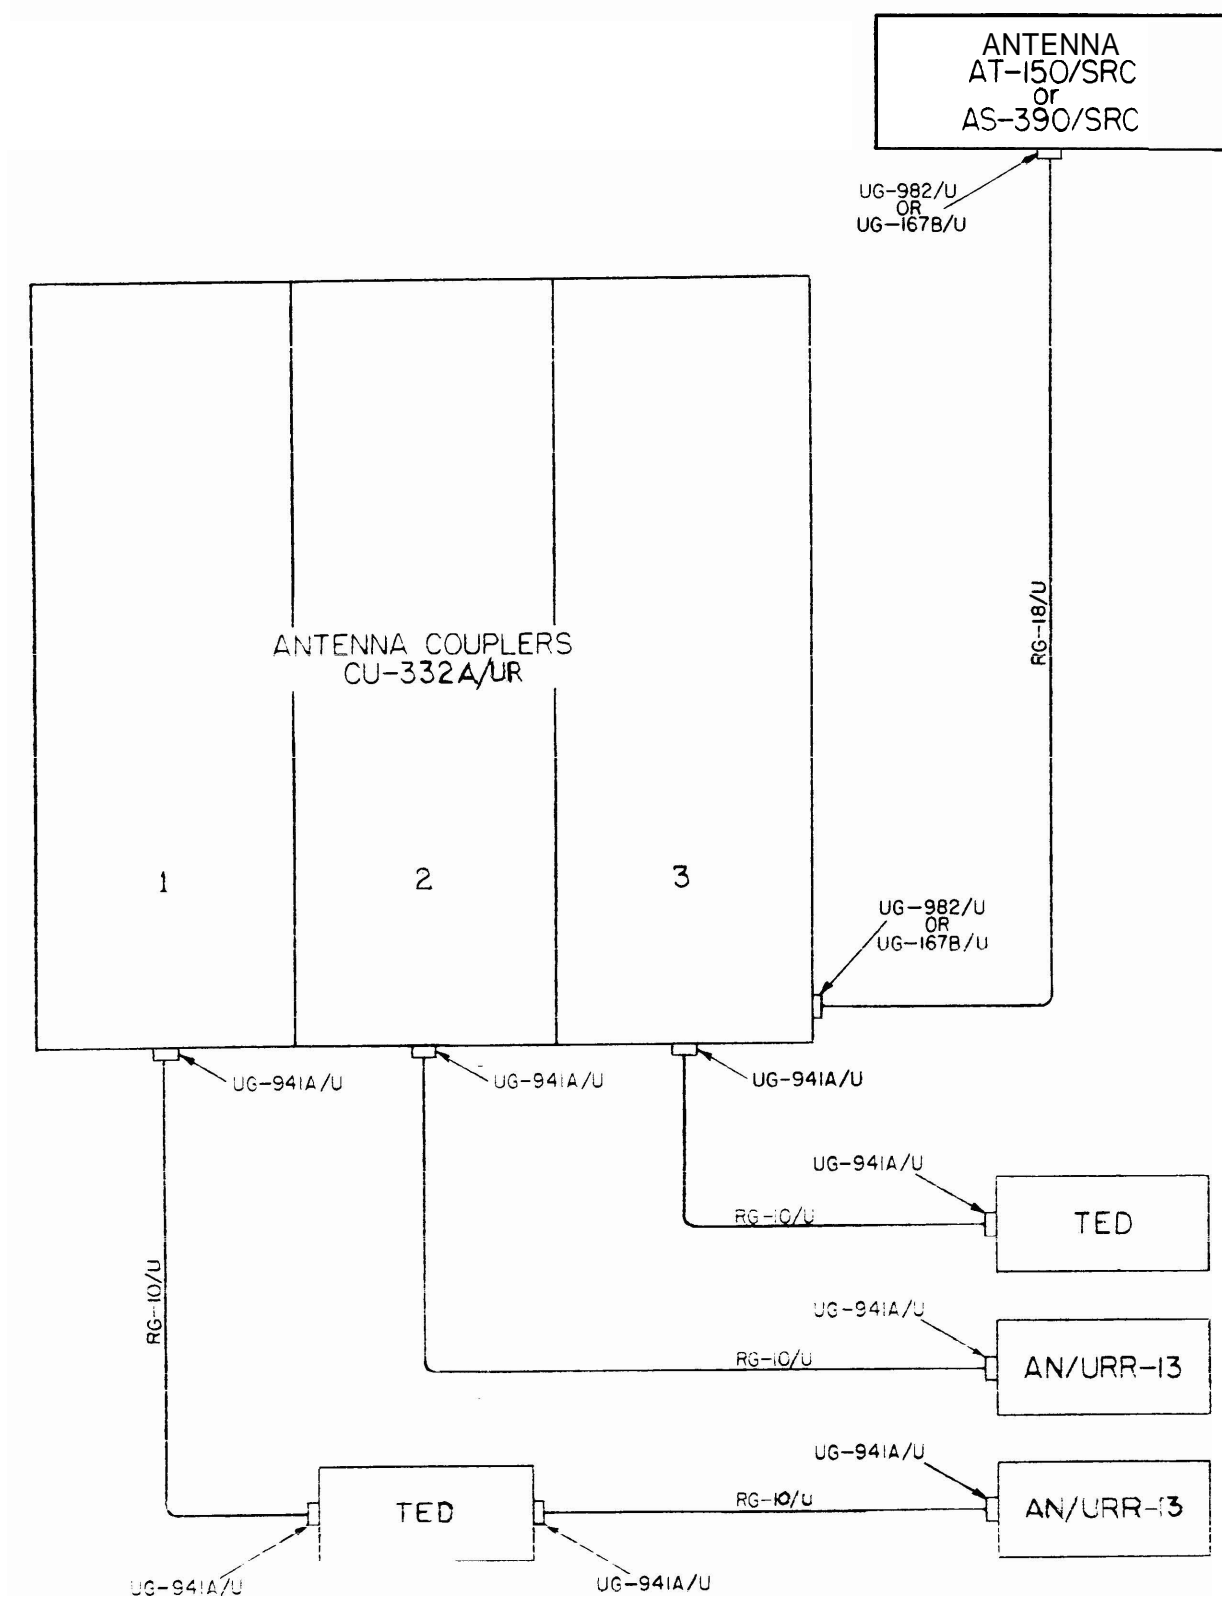 ANTENNA
AT-150/SRC
or
AS-390/SRC
UG-982/U
OR
UG-167B/U
RG-18/U
ANTENNA COUPLERS
CU-332A/UR
1
2
3
UG-982/U
OR
UG-167B/U
UG-941A/U
UG-941A/U
UG-941A/U
UG-941A/U
RG-10/U
TED
RG-10/U
UG-941A/U
RG-10/U
AN/URR-13
UG-941A/U
TED
RG-10/U
AN/URR-13
UG-941A/U
UG-941A/U